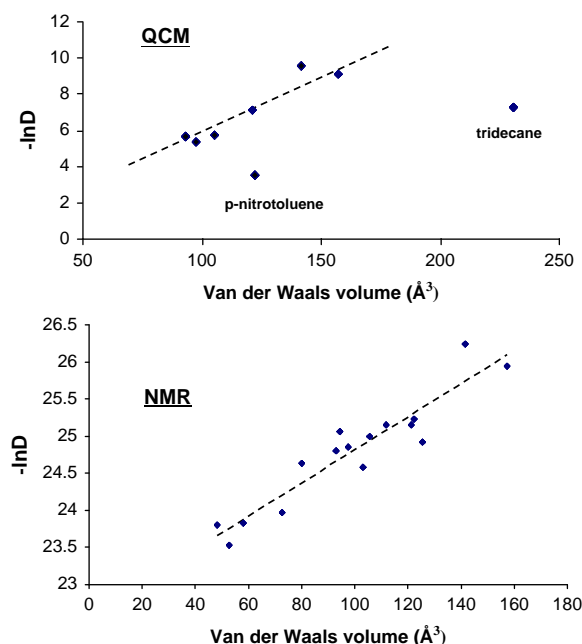 QCM
12
10
8
6
4
2
0
-lnD
tridecane
p-nitrotoluene
50 100 150 200 250
Van der Waals volume (Å³)
26.5
26
25.5
25
24.5
24
23.5
23
-lnD
NMR
0 20 40 60 80 100 120 140 160 180
Van der Waals volume (Å³)